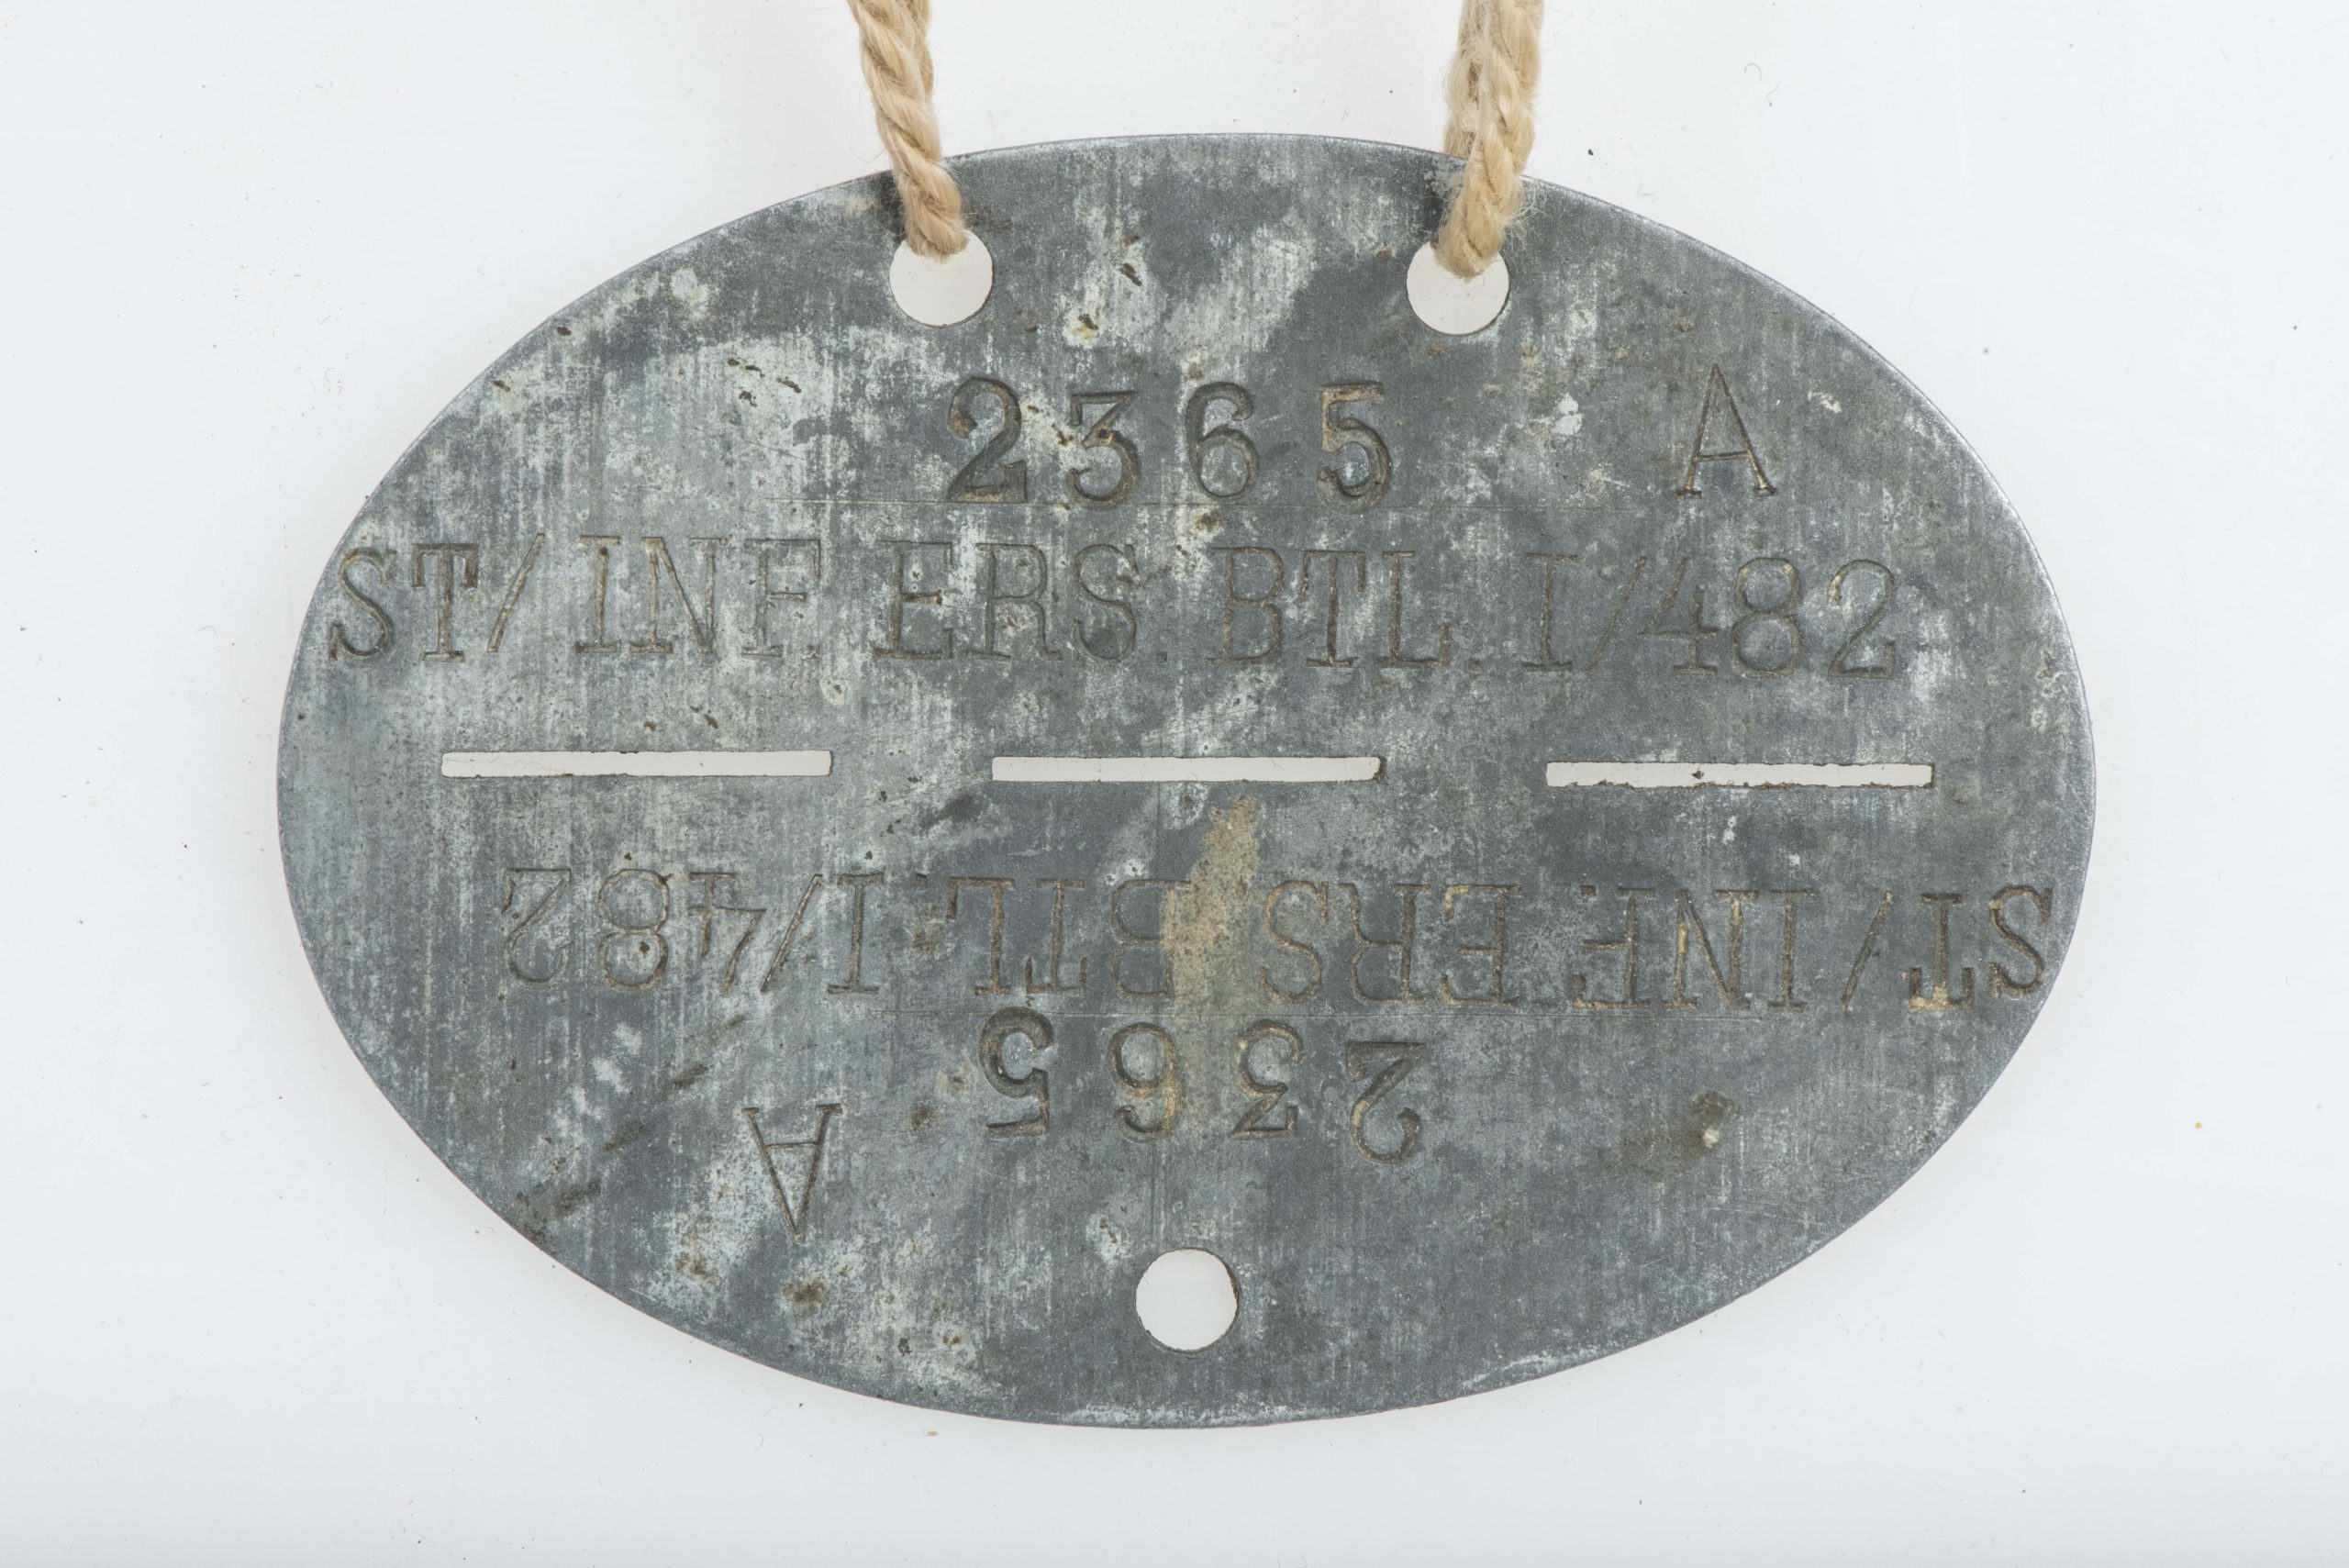 2365 A
ST/INF. ERS. BTL. I/482
ST/INF. ERS BTL. I/482
2365
A